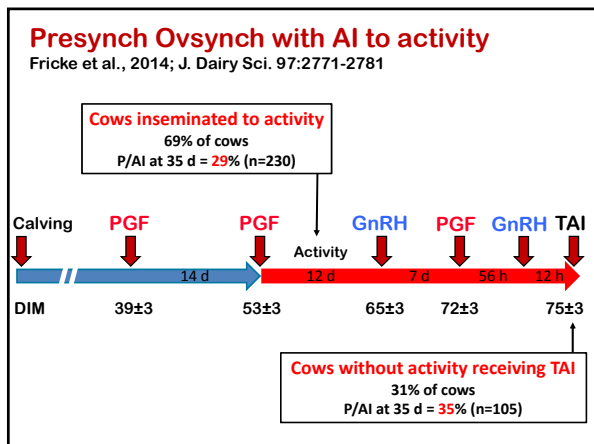 Presynch Ovsynch with AI to activity
Fricke et al., 2014; J. Dairy Sci. 97:2771-2781
Cows inseminated to activity
69% of cows
P/AI at 35 d = 29% (n=230)
Calving PGF PGF GnRH PGF GnRH TAI
Activity
14 d 12 d 7 d 56 h 12 h
DIM 39±3 53±3 65±3 72±3 75±3
Cows without activity receiving TAI
31% of cows
P/AI at 35 d = 35% (n=105)